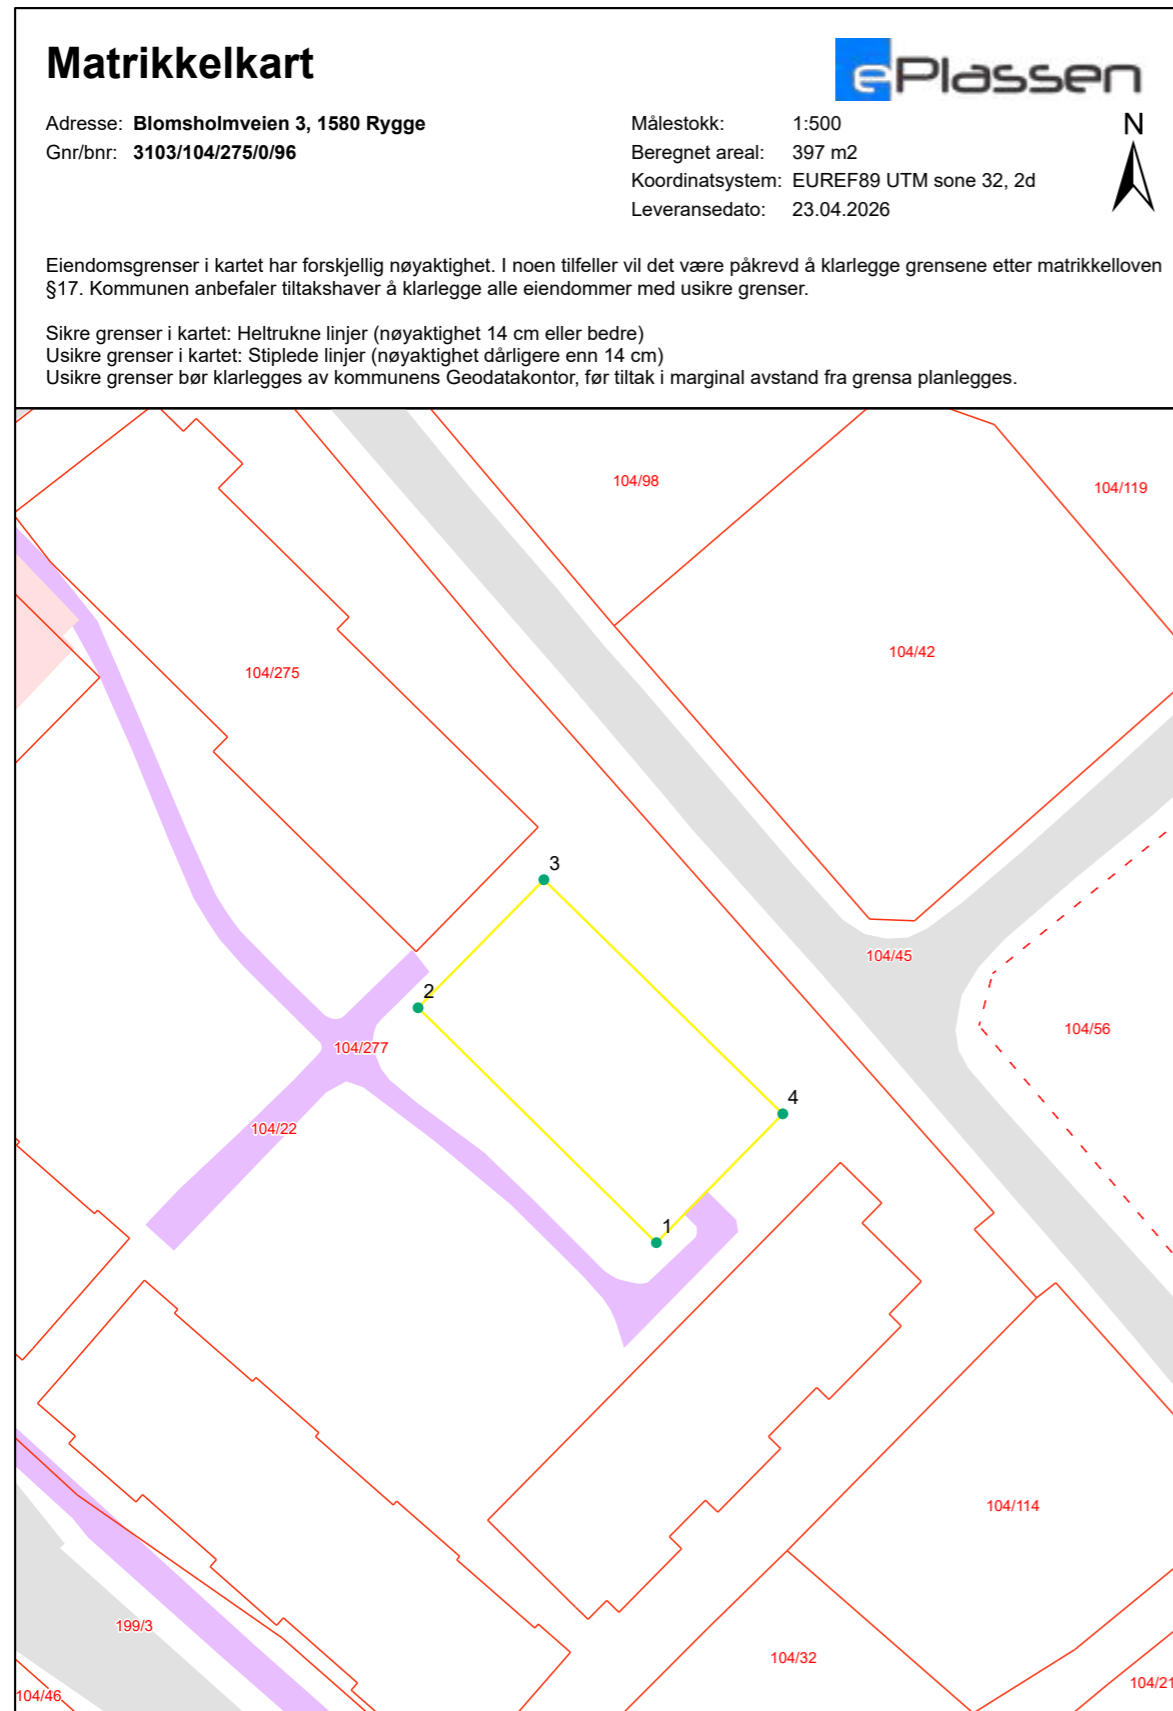 Matrikkelkart
ePlassen
Adresse: Blomsholmveien 3, 1580 Rygge
Gnr/bnr: 3103/104/275/0/96
Målestokk: 1:500
Beregnet areal: 397 m2
Koordinatsystem: EUREF89 UTM sone 32, 2d
Leveransedato: 23.04.2026
N
Eiendomsgrenser i kartet har forskjellig nøyaktighet. I noen tilfeller vil det være påkrevd å klarlegge grensene etter matrikkelloven
§17. Kommunen anbefaler tiltakshaver å klarlegge alle eiendommer med usikre grenser.
Sikre grenser i kartet: Heltrukne linjer (nøyaktighet 14 cm eller bedre)
Usikre grenser i kartet: Stiplede linjer (nøyaktighet dårligere enn 14 cm)
Usikre grenser bør klarlegges av kommunens Geodatakontor, før tiltak i marginal avstand fra grensa planlegges.
104/98
104/119
104/42
104/275
3
104/45
2
104/56
104/277
4
104/22
1
104/114
199/3
104/32
104/21
104/46